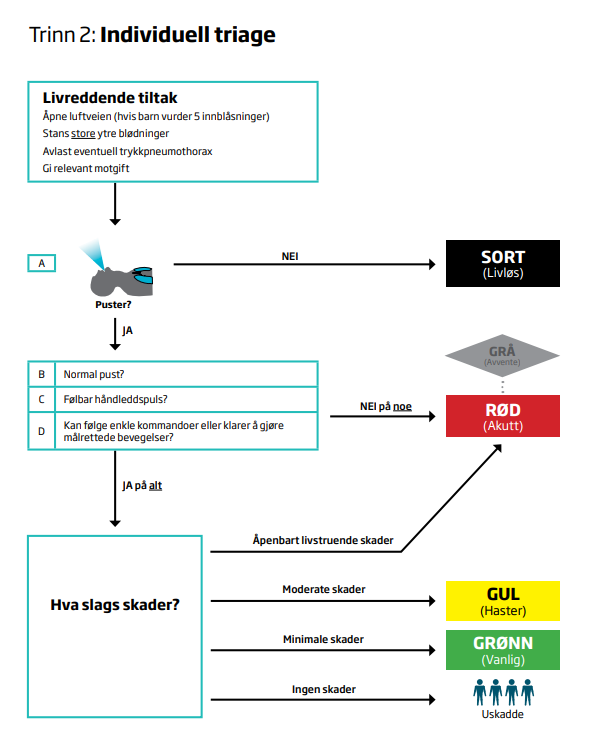 Trinn 2: Individuell triage
Livreddende tiltak
Åpne luftveien (hvis barn vurder 5 innblåsninger)
Stans store ytre blødninger
Avlast eventuell trykkpneumothorax
Gi relevant motgift
A
Puster?
NEI
SORT
(Livløs)
JA
GRÅ
(Avvente)
B Normal pust?
C Følbar håndleddspuls?
D Kan følge enkle kommandoer eller klarer å gjøre
målrettede bevegelser?
NEI på noe
RØD
(Akutt)
JA på alt
Hva slags skader?
Åpenbart livstruende skader
Moderate skader
GUL
(Haster)
Minimale skader
GRØNN
(Vanlig)
Ingen skader
Uskadde